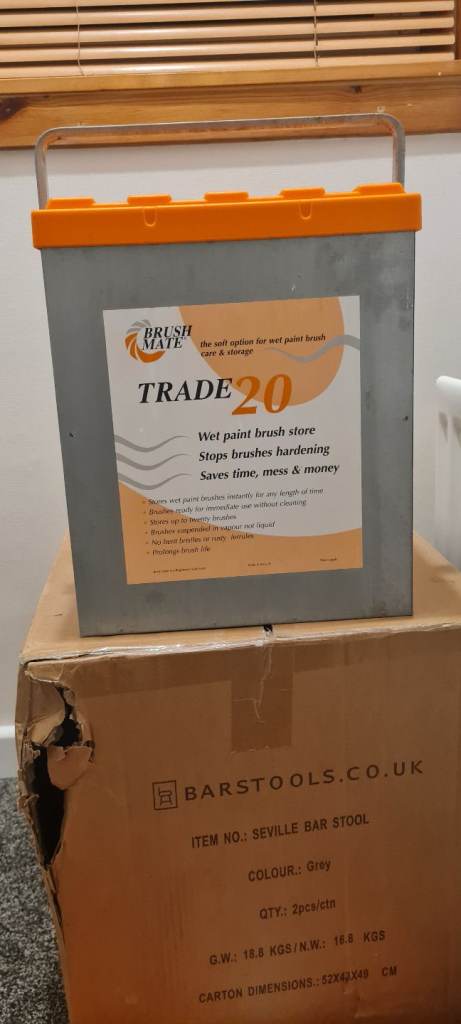 BRUSH
MATE
the soft option for wet paint brush
care & storage
TRADE 20
Wet paint brush store
Stops brushes hardening
Saves time, mess & money
• Stores wet paint brushes instantly for any length of time
• Brushes ready for immediate use without cleaning
• Stores up to twenty brushes
• Brushes suspended in vapour not liquid
• No bent bristles or rusty ferrules
• Prolongs brush life
BARSTOOLS.CO.UK
ITEM NO.: SEVILLE BAR STOOL
COLOUR.: Grey
QTY.: 2pcs/ctn
G.W.: 18.8 KGS/N.W.: 16.8 KGS
CARTON DIMENSIONS.: 52X43X49 CM